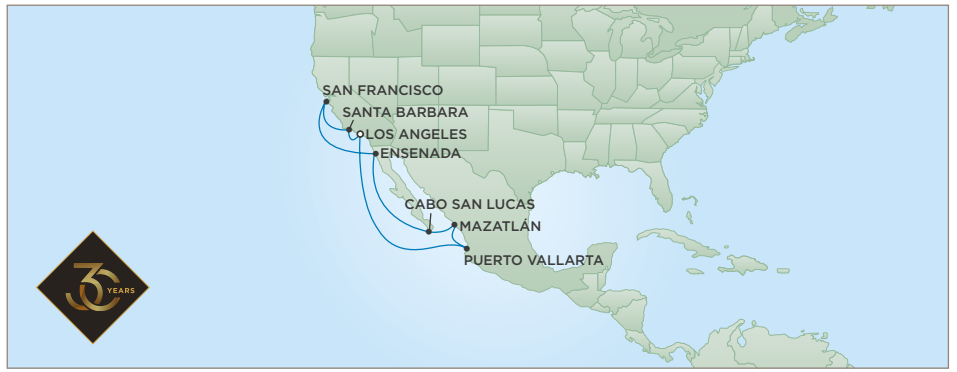 SAN FRANCISCO
SANTA BARBARA
LOS ANGELES
ENSENADA
CABO SAN LUCAS
MAZATLÁN
PUERTO VALLARTA
30 YEARS